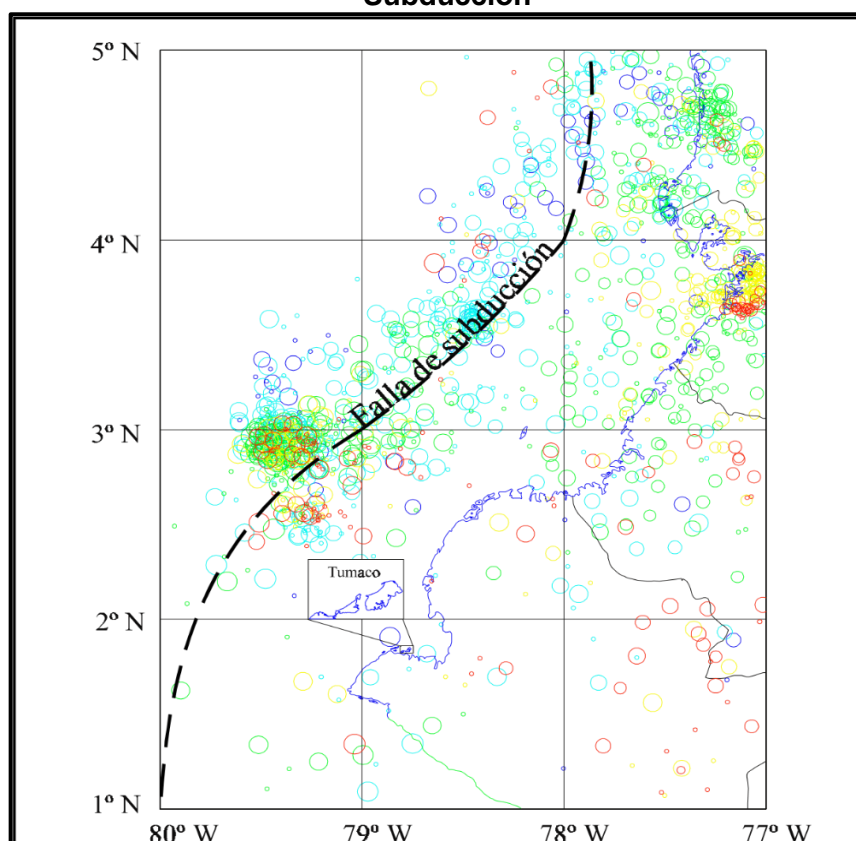 Subducción
5º N
4º N
Falla de subducción
3º N
Tumaco
2º N
1º N
80º W 79º W 78º W 77º W